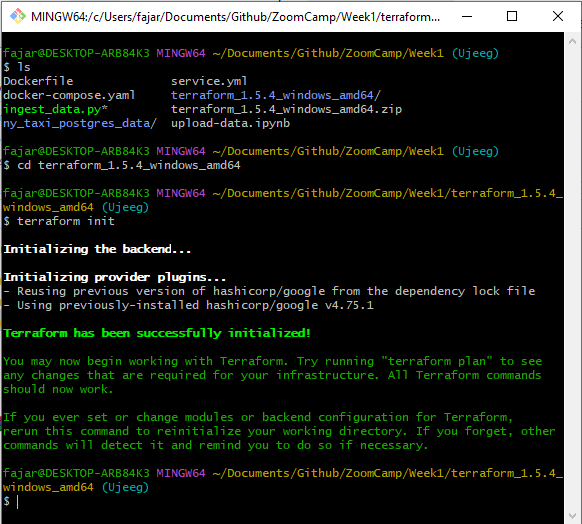 MINGW64:/c/Users/fajar/Documents/Github/ZoomCamp/Week1/terraform...
fajar@DESKTOP-ARB84K3 MINGW64 ~/Documents/Github/ZoomCamp/Week1 (Ujeeg)
$ ls
Dockerfile service.yml
docker-compose.yaml terraform_1.5.4_windows_amd64/
ingest_data.py* terraform_1.5.4_windows_amd64.zip
ny_taxi_postgres_data/ upload-data.ipynb
fajar@DESKTOP-ARB84K3 MINGW64 ~/Documents/Github/ZoomCamp/Week1 (Ujeeg)
$ cd terraform_1.5.4_windows_amd64
fajar@DESKTOP-ARB84K3 MINGW64 ~/Documents/Github/ZoomCamp/Week1/terraform_1.5.4_
windows_amd64 (Ujeeg)
$ terraform init
Initializing the backend...
Initializing provider plugins...
- Reusing previous version of hashicorp/google from the dependency lock file
- Using previously-installed hashicorp/google v4.75.1
Terraform has been successfully initialized!
You may now begin working with Terraform. Try running "terraform plan" to see
any changes that are required for your infrastructure. All Terraform commands
should now work.
If you ever set or change modules or backend configuration for Terraform,
rerun this command to reinitialize your working directory. If you forget, other
commands will detect it and remind you to do so if necessary.
fajar@DESKTOP-ARB84K3 MINGW64 ~/Documents/Github/ZoomCamp/Week1/terraform_1.5.4_
windows_amd64 (Ujeeg)
$